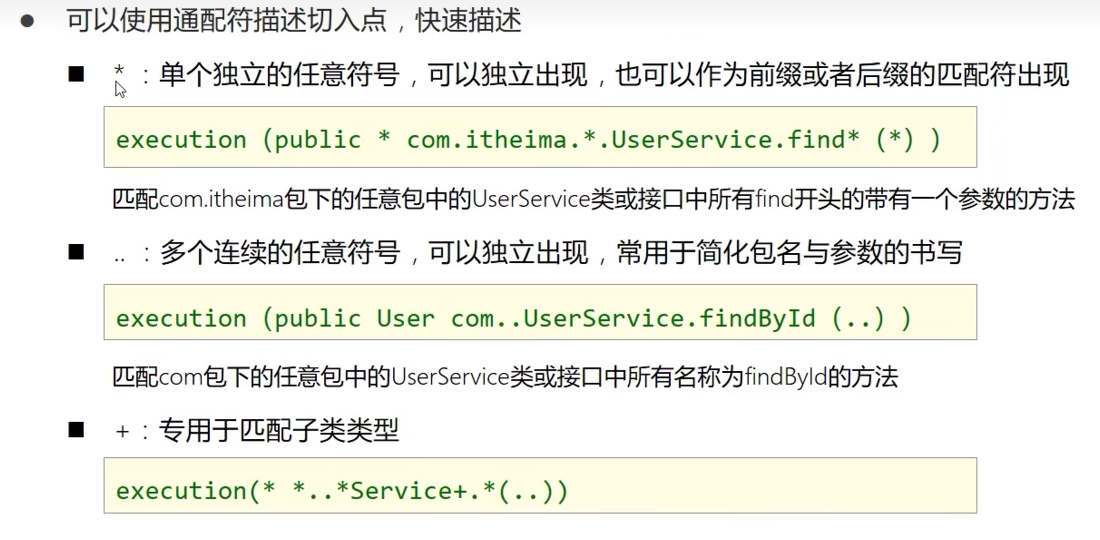 ● 可以使用通配符描述切入点，快速描述
■ * ：单个独立的任意符号，可以独立出现，也可以作为前缀或者后缀的匹配符出现
execution (public * com.itheima.*.UserService.find* (*) )
匹配com.itheima包下的任意包中的UserService类或接口中所有find开头的带有一个参数的方法
■ .. ：多个连续的任意符号，可以独立出现，常用于简化包名与参数的书写
execution (public User com..UserService.findById (..) )
匹配com包下的任意包中的UserService类或接口中所有名称为findById的方法
■ + ：专用于匹配子类类型
execution(* *..*Service+.*(..))